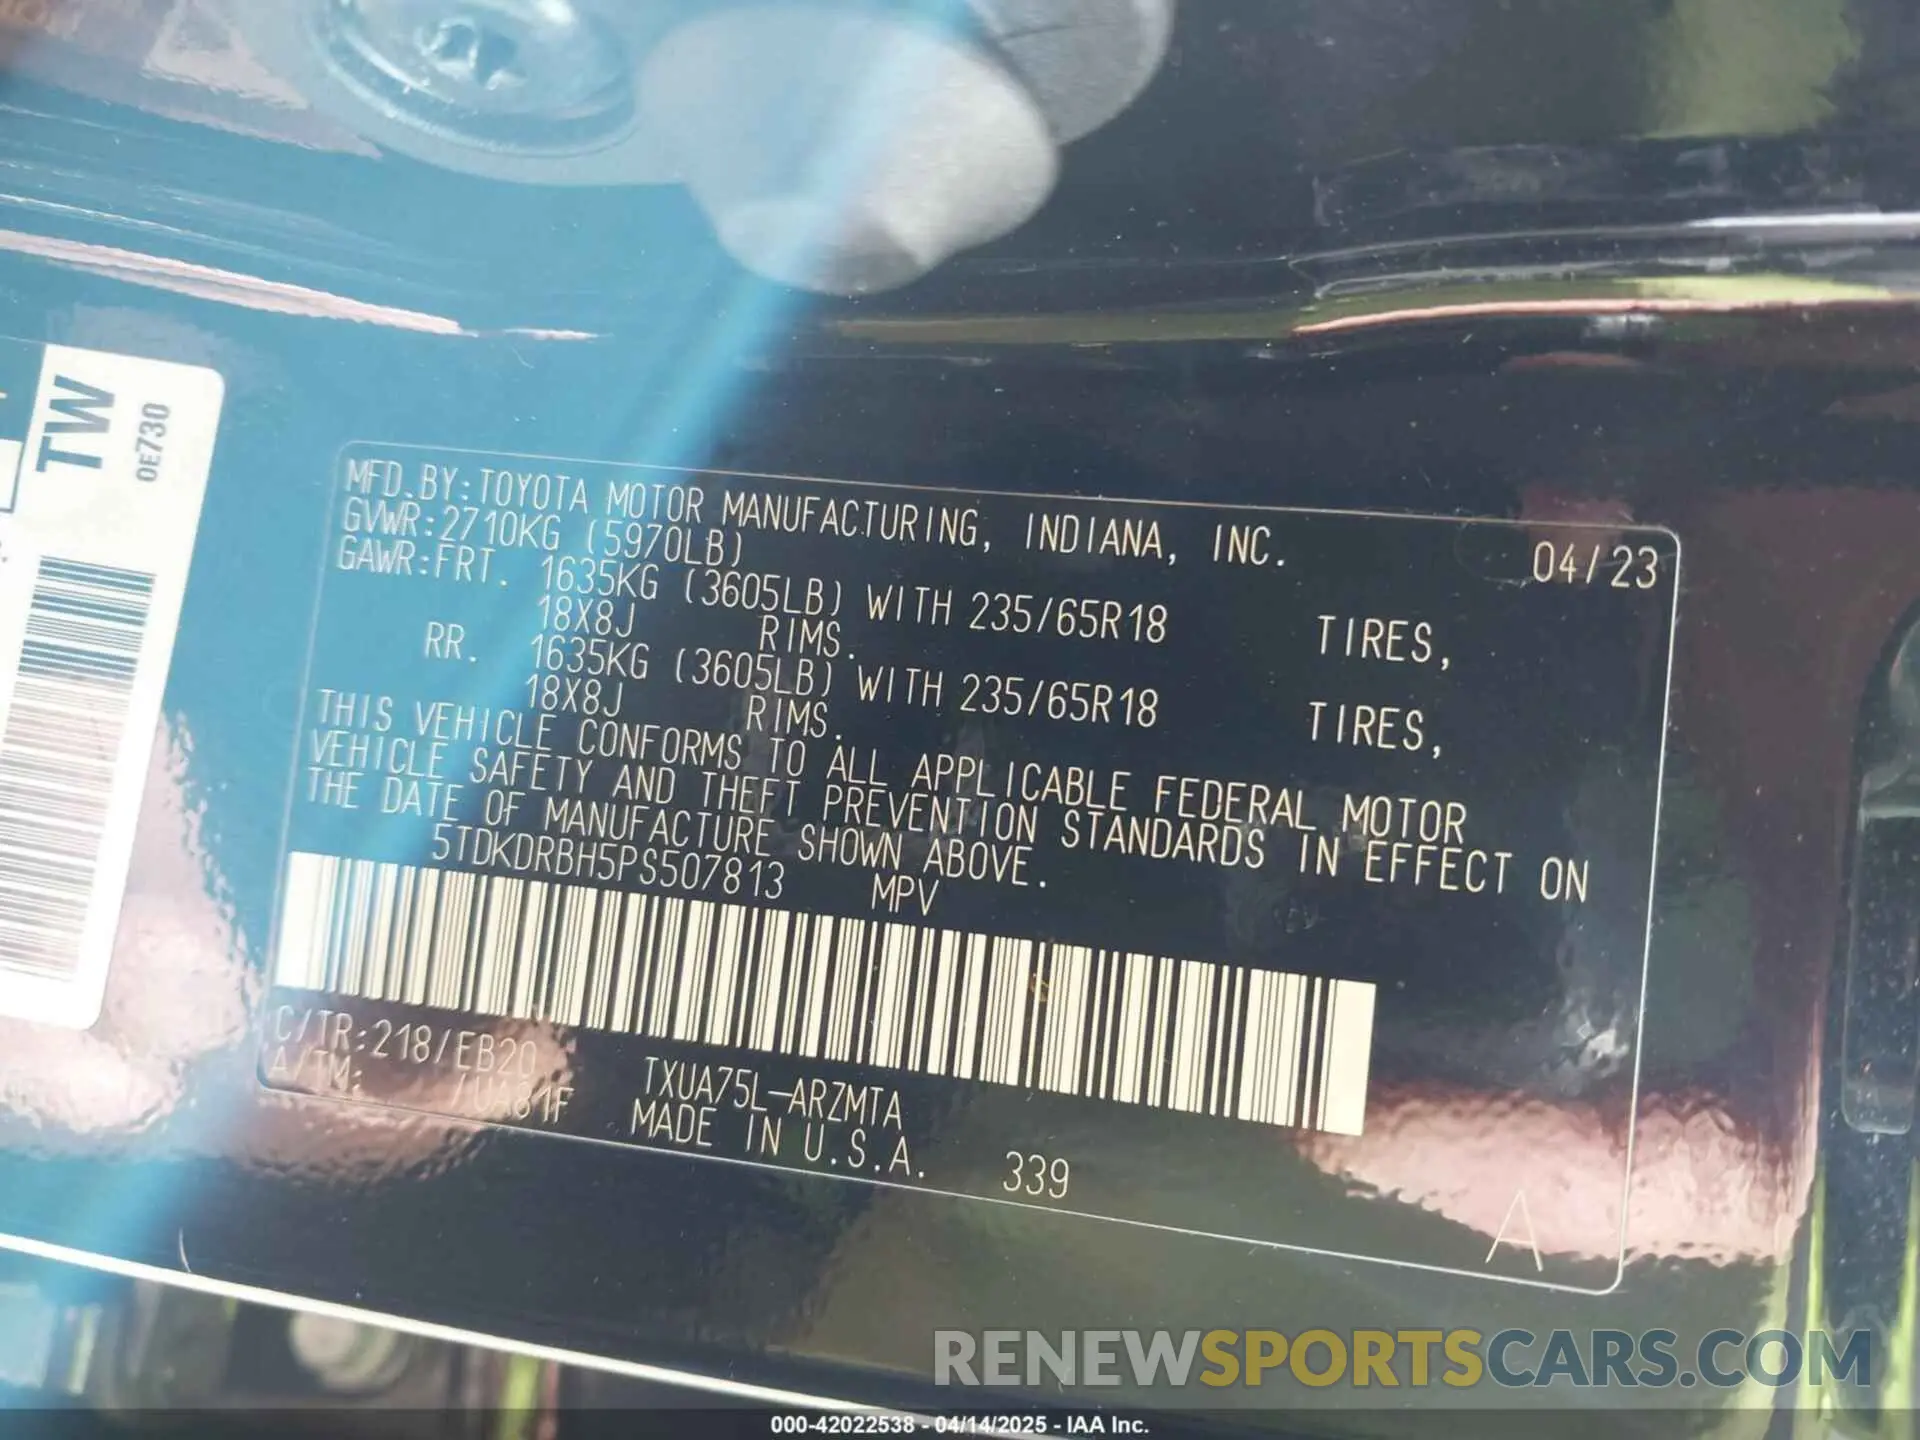 TW
0E730
MFD.BY:TOYOTA MOTOR MANUFACTURING, INDIANA, INC. 04/23
GVWR:2710KG (5970LB)
GAWR:FRT. 1635KG (3605LB) WITH 235/65R18 TIRES,
18X8J RIMS.
RR. 1635KG (3605LB) WITH 235/65R18 TIRES,
18X8J RIMS.
THIS VEHICLE CONFORMS TO ALL APPLICABLE FEDERAL MOTOR
VEHICLE SAFETY AND THEFT PREVENTION STANDARDS IN EFFECT ON
THE DATE OF MANUFACTURE SHOWN ABOVE.
5TDKDRBH5PS507813 MPV
C/TR:218/EB20 TXUA75L-ARZMTA
A/TM: /UA81F MADE IN U.S.A. 339
A
RENEWSPORTSCARS.COM
000-42022538 - 04/14/2025 - IAA Inc.